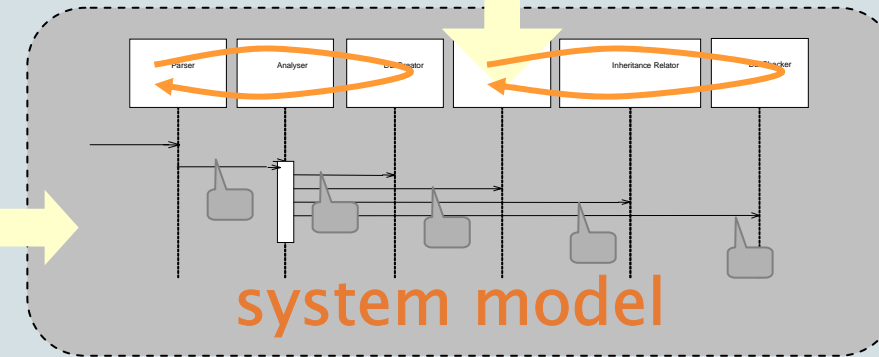 Parser
Analyser
Inheritance Relator
system model